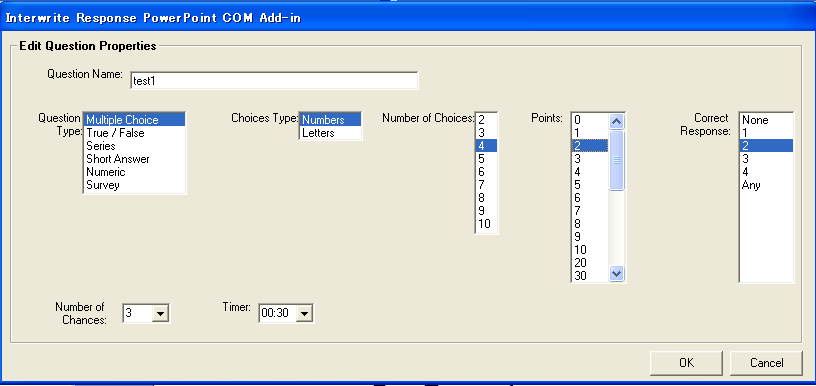 Interwrite Response PowerPoint COM Add-in
Edit Question Properties
Question Name:
test1
Question Type:
Multiple Choice
True / False
Series
Short Answer
Numeric
Survey
Choices Type:
Numbers
Letters
Number of Choices:
2
3
4
5
6
7
8
9
10
Points:
0
1
2
3
4
5
6
7
8
9
10
20
30
Correct Response:
None
1
2
3
4
Any
Number of Chances:
3
Timer:
00:30
OK
Cancel